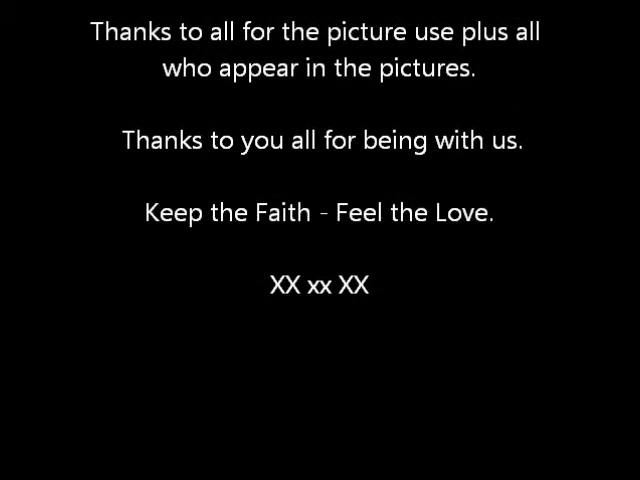 Thanks to all for the picture use plus all
who appear in the pictures.
Thanks to you all for being with us.
Keep the Faith - Feel the Love.
XX xx XX